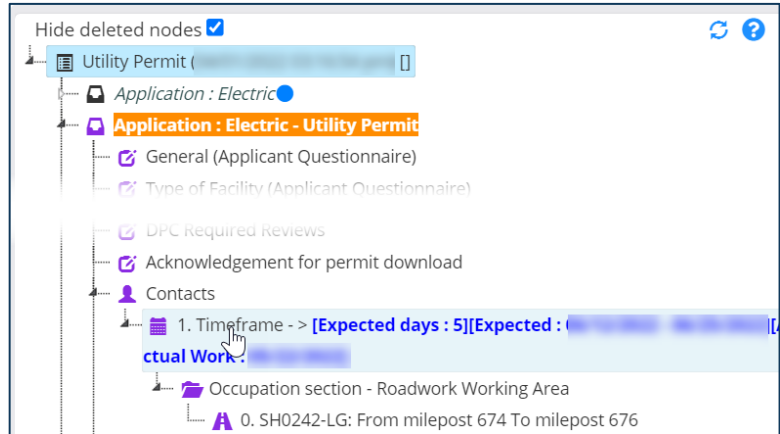 Hide deleted nodes
Utility Permit ( []
Application : Electric
Application : Electric - Utility Permit
General (Applicant Questionnaire)
Type of Facility (Applicant Questionnaire)
DPC Required Reviews
Acknowledgement for permit download
Contacts
1. Timeframe - > [Expected days : 5][Expected : ][A
ctual Work :
Occupation section - Roadwork Working Area
0. SH0242-LG: From milepost 674 To milepost 676